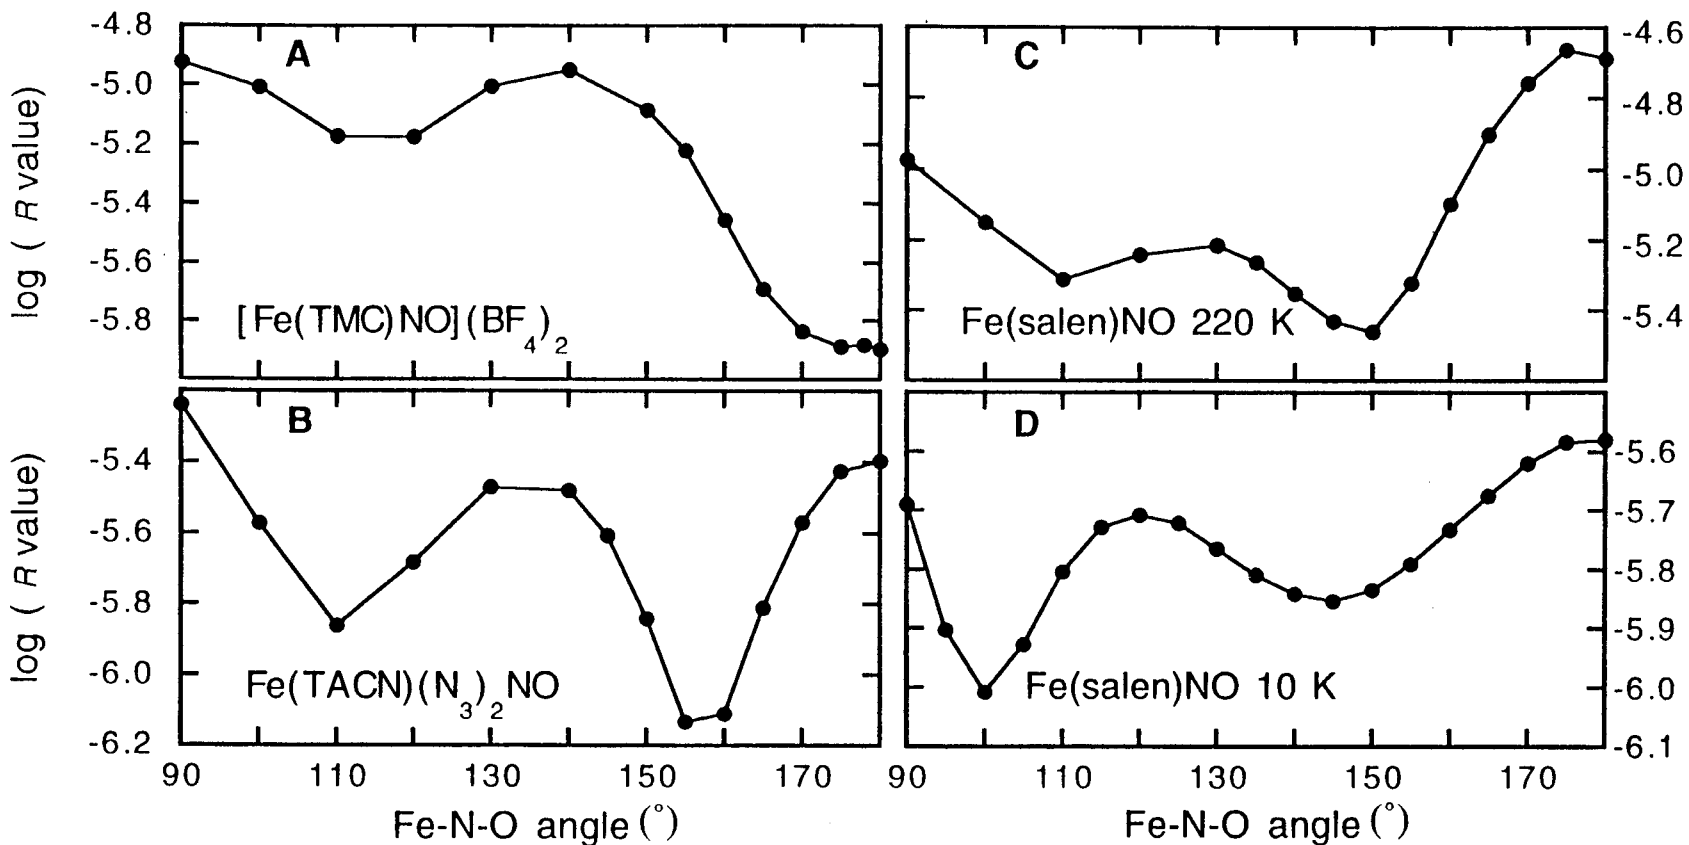 A
-4.8
-5.0
-5.2
-5.4
-5.6
-5.8
log ( R value)
[Fe(TMC)NO](BF4)2
C
-4.6
-4.8
-5.0
-5.2
-5.4
Fe(salen)NO 220 K
B
-5.4
-5.6
-5.8
-6.0
-6.2
log ( R value)
Fe(TACN)(N3)2NO
90 110 130 150 170
Fe-N-O angle (°)
D
-5.6
-5.7
-5.8
-5.9
-6.0
-6.1
Fe(salen)NO 10 K
90 110 130 150 170
Fe-N-O angle (°)